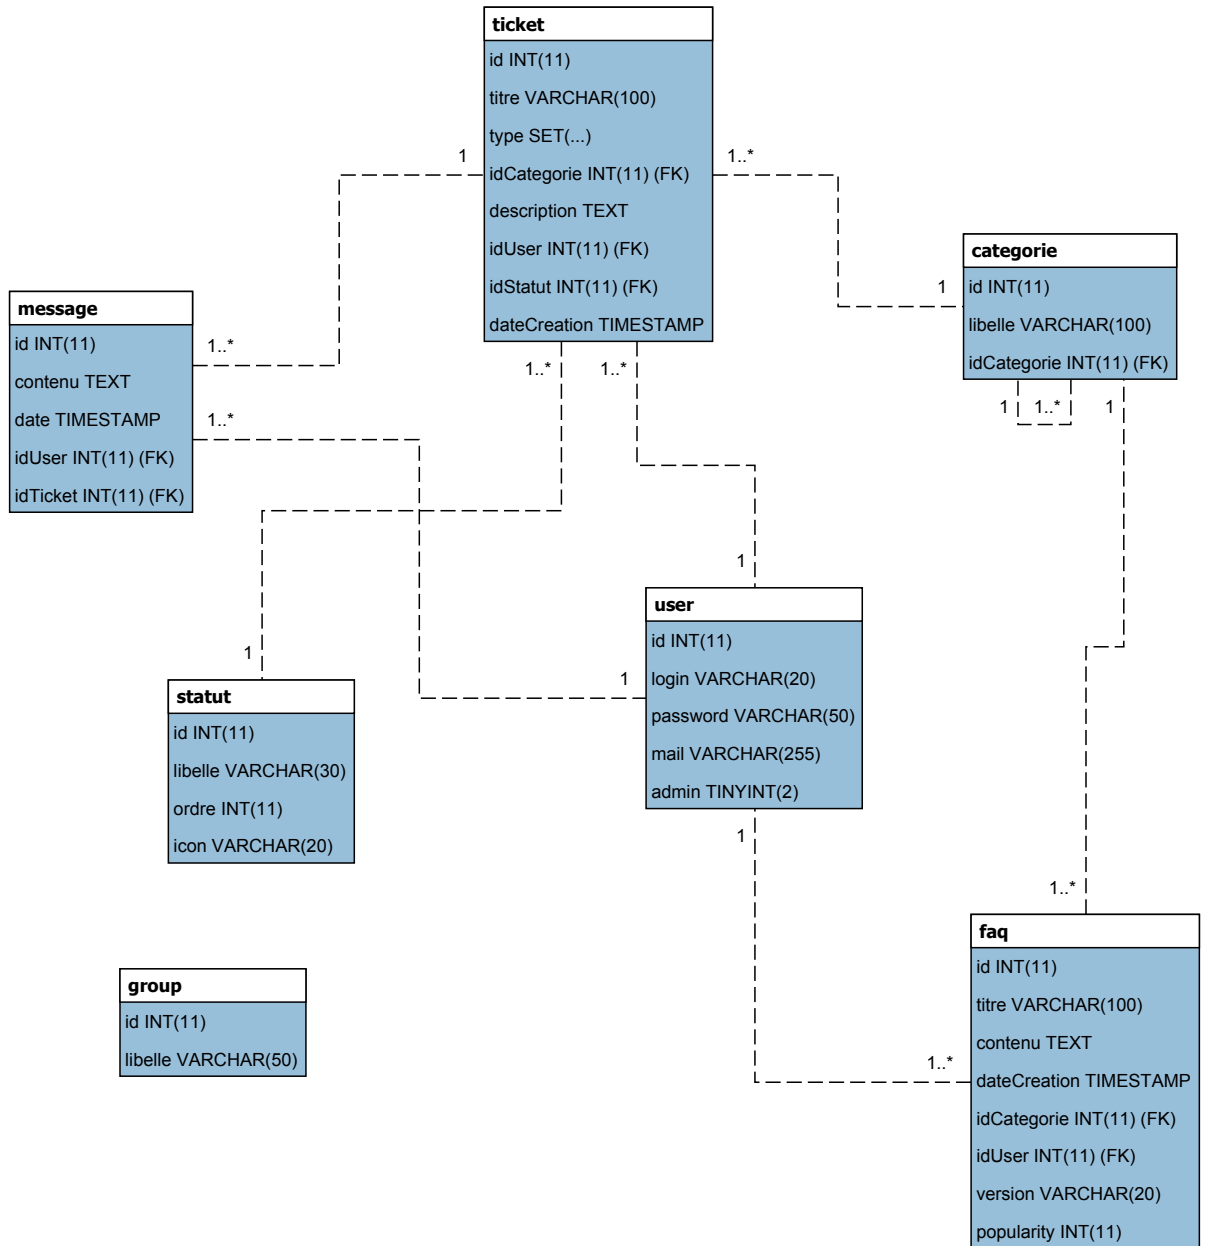 ticket
id INT(11)
titre VARCHAR(100)
type SET(...)
idCategorie INT(11) (FK)
description TEXT
idUser INT(11) (FK)
idStatut INT(11) (FK)
dateCreation TIMESTAMP
1
1..*
1..*
1..*
categorie
id INT(11)
libelle VARCHAR(100)
idCategorie INT(11) (FK)
1
1
1..*
1
message
id INT(11)
contenu TEXT
date TIMESTAMP
idUser INT(11) (FK)
idTicket INT(11) (FK)
1..*
1..*
user
id INT(11)
login VARCHAR(20)
password VARCHAR(50)
mail VARCHAR(255)
admin TINYINT(2)
1
1
1
statut
id INT(11)
libelle VARCHAR(30)
ordre INT(11)
icon VARCHAR(20)
1
group
id INT(11)
libelle VARCHAR(50)
faq
id INT(11)
titre VARCHAR(100)
contenu TEXT
dateCreation TIMESTAMP
idCategorie INT(11) (FK)
idUser INT(11) (FK)
version VARCHAR(20)
popularity INT(11)
1..*
1..*